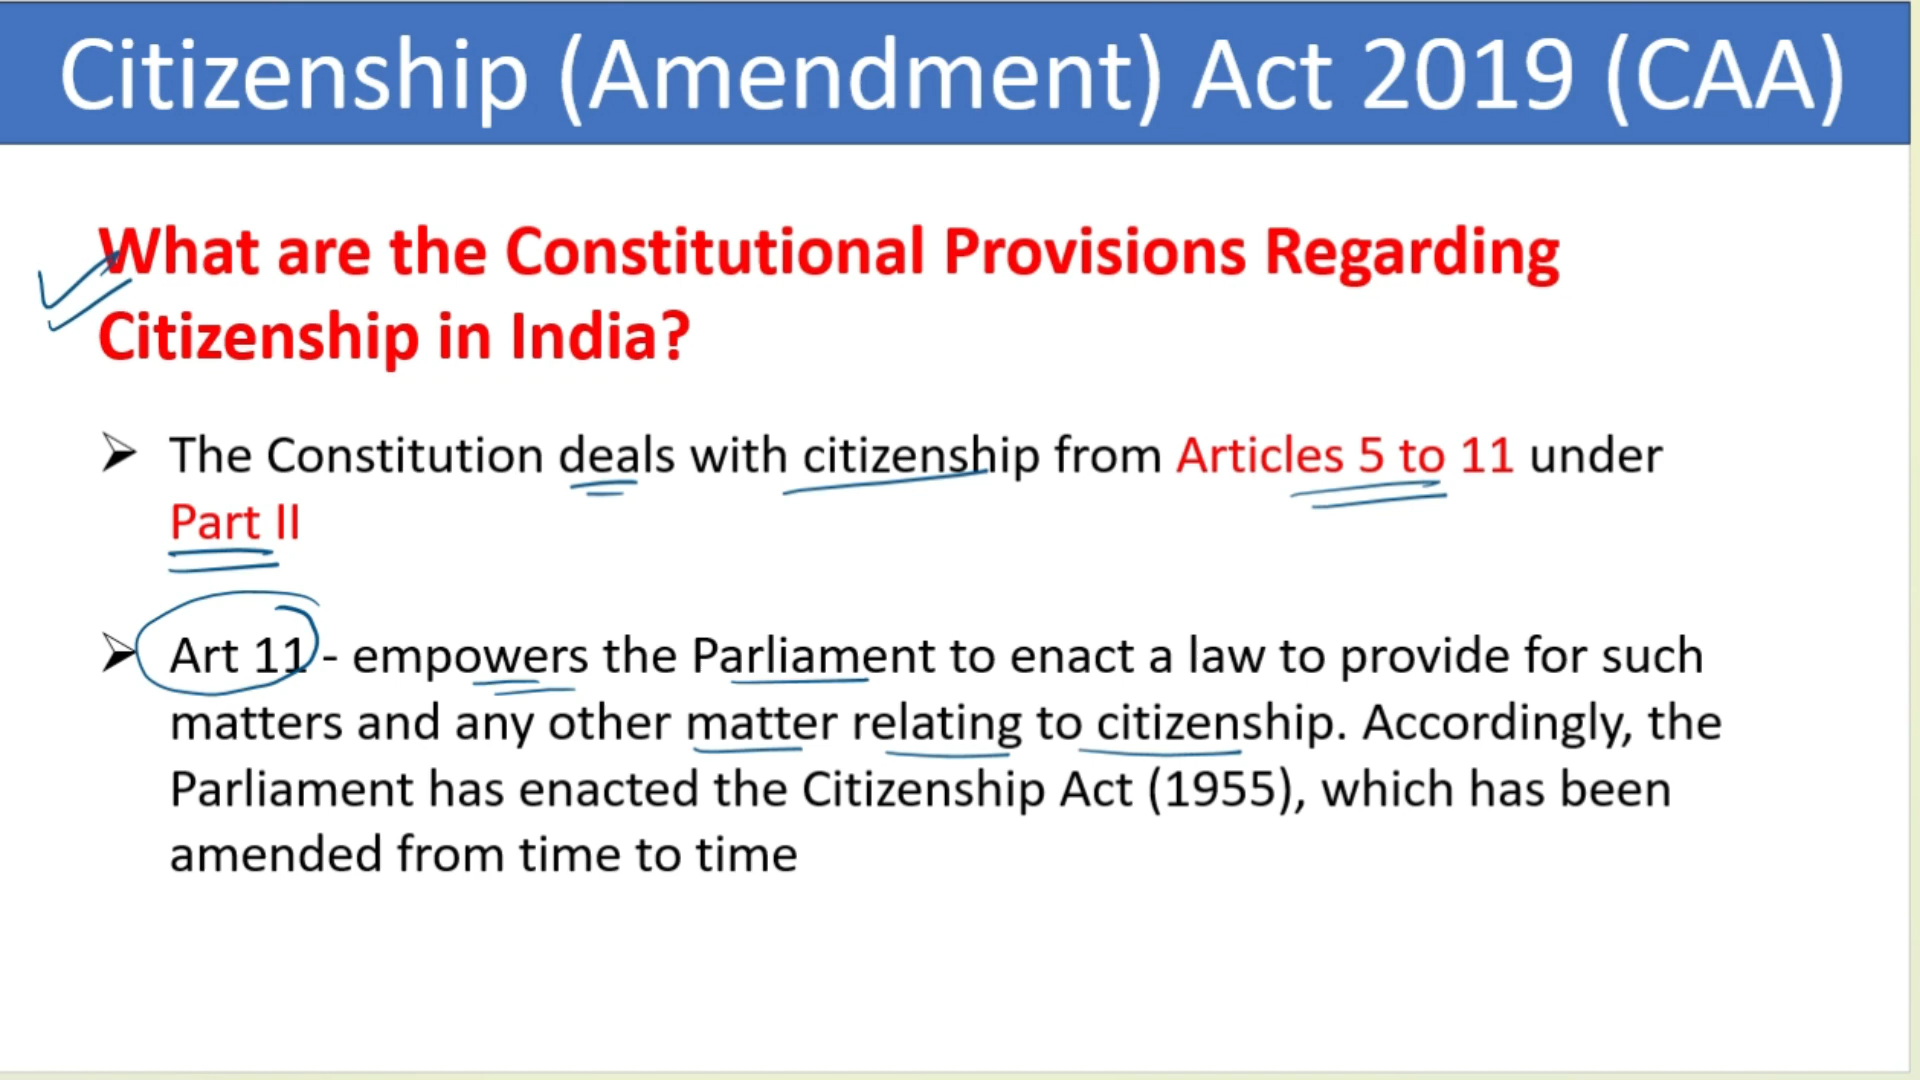 Citizenship (Amendment) Act 2019 (CAA)
What are the Constitutional Provisions Regarding
Citizenship in India?
➢ The Constitution deals with citizenship from Articles 5 to 11 under
Part II
➢ Art 11 - empowers the Parliament to enact a law to provide for such
matters and any other matter relating to citizenship. Accordingly, the
Parliament has enacted the Citizenship Act (1955), which has been
amended from time to time